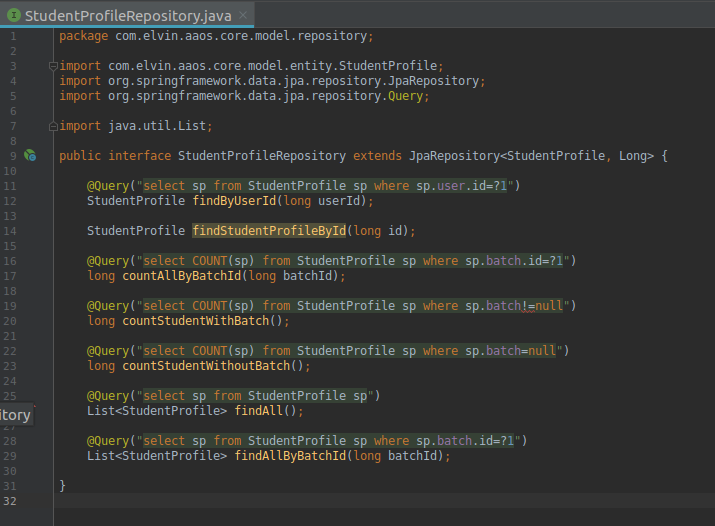 StudentProfileRepository.java
1 package com.elvin.aaos.core.model.repository;
2
3 import com.elvin.aaos.core.model.entity.StudentProfile;
4 import org.springframework.data.jpa.repository.JpaRepository;
5 import org.springframework.data.jpa.repository.Query;
6
7 import java.util.List;
8
9 public interface StudentProfileRepository extends JpaRepository<StudentProfile, Long> {
10
11 @Query("select sp from StudentProfile sp where sp.user.id=?1")
12 StudentProfile findByUserId(long userId);
13
14 StudentProfile findStudentProfileById(long id);
15
16 @Query("select COUNT(sp) from StudentProfile sp where sp.batch.id=?1")
17 long countAllByBatchId(long batchId);
18
19 @Query("select COUNT(sp) from StudentProfile sp where sp.batch!=null")
20 long countStudentWithBatch();
21
22 @Query("select COUNT(sp) from StudentProfile sp where sp.batch=null")
23 long countStudentWithoutBatch();
24
25 @Query("select sp from StudentProfile sp")
itory List<StudentProfile> findAll();
27
28 @Query("select sp from StudentProfile sp where sp.batch.id=?1")
29 List<StudentProfile> findAllByBatchId(long batchId);
30
31 }
32